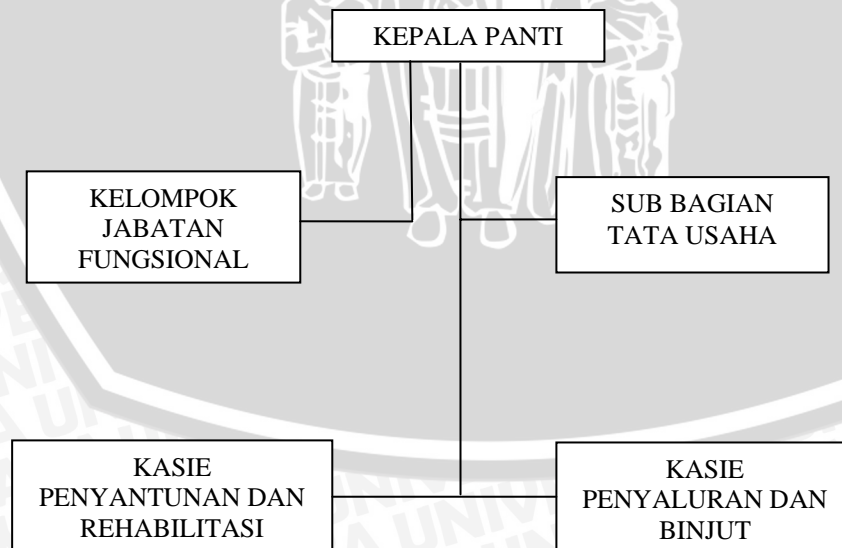 KEPALA PANTI
KELOMPOK
JABATAN
FUNGSIONAL
SUB BAGIAN
TATA USAHA
KASIE
PENYANTUNAN DAN
REHABILITASI
KASIE
PENYALURAN DAN
BINJUT